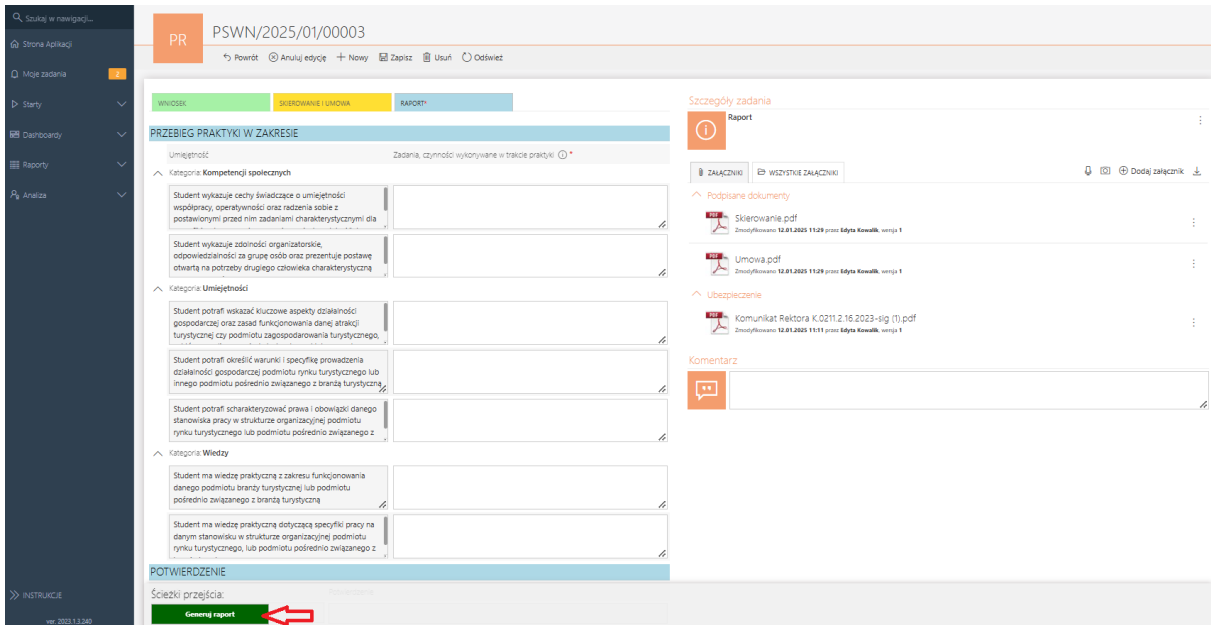 Szukaj w nawigacji...
Strona Aplikacji
Moje zadania
2
Starty
Dashboardy
Raporty
Analiza
INSTRUKCJE
ver. 2023.1.3.240
PR
PSWN/2025/01/00003
Powrót
Anuluj edycję
Nowy
Zapisz
Usuń
Odśwież
WNIOSEK
SKIEROWANIE I UMOWA
RAPORT*
PRZEBIEG PRAKTYKI W ZAKRESIE
Umiejętność
Zadania, czynności wykonywane w trakcie praktyki *
Kategoria: Kompetencji społecznych
Student wykazuje cechy świadczące o umiejętności
współpracy, operatywności oraz radzenia sobie z
postawionymi przed nim zadaniami charakterystycznymi dla
Student wykazuje zdolności organizatorskie,
odpowiedzialności za grupę osób oraz prezentuje postawę
otwartą na potrzeby drugiego człowieka charakterystyczną
Kategoria: Umiejętności
Student potrafi wskazać kluczowe aspekty działalności
gospodarczej oraz zasad funkcjonowania danej atrakcji
turystycznej czy podmiotu zagospodarowania turystycznego,
Student potrafi określić warunki i specyfikę prowadzenia
działalności gospodarczej podmiotu rynku turystycznego lub
innego podmiotu pośrednio związanego z branżą turystyczną
Student potrafi scharakteryzować prawa i obowiązki danego
stanowiska pracy w strukturze organizacyjnej podmiotu
rynku turystycznego lub podmiotu pośrednio związanego z
Kategoria: Wiedzy
Student ma wiedzę praktyczną z zakresu funkcjonowania
danego podmiotu branży turystycznej lub podmiotu
pośrednio związanego z branżą turystyczną
Student ma wiedzę praktyczną dotyczącą specyfiki pracy na
danym stanowisku w strukturze organizacyjnej podmiotu
rynku turystycznego, lub podmiotu pośrednio związanego z
POTWIERDZENIE
Ścieżki przejścia:
Generuj raport
Szczegóły zadania
Raport
ZAŁĄCZNIKI
WSZYSTKIE ZAŁĄCZNIKI
Dodaj załącznik
Podpisane dokumenty
PDF
Skierowanie.pdf
Zmodyfikowano 12.01.2025 11:29 przez Edyta Kowalik, wersja 1
PDF
Umowa.pdf
Zmodyfikowano 12.01.2025 11:29 przez Edyta Kowalik, wersja 1
Ubezpieczenie
PDF
Komunikat Rektora K.0211.2.16.2023-sig (1).pdf
Zmodyfikowano 12.01.2025 11:11 przez Edyta Kowalik, wersja 1
Komentarz